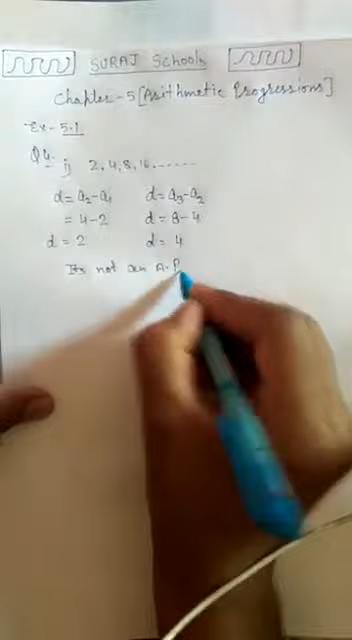 SURAJ Schools
Chapter-5 [Arithmetic Progressions]
Ex-5.1
Q4. i) 2, 4, 8, 16.......
d = a₂-a₁ d = a₃-a₂
= 4-2 d = 8-4
d = 2 d = 4
Its not an A.P